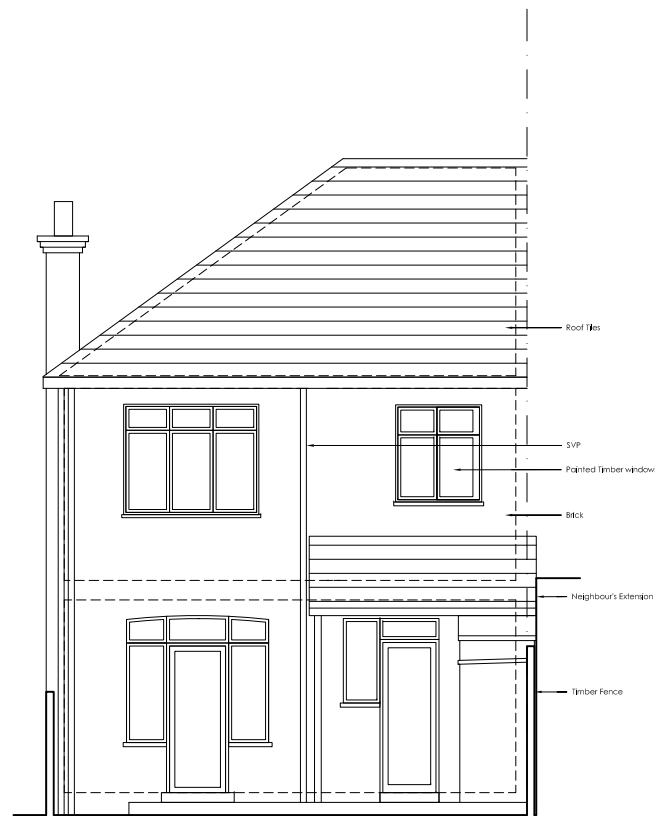 Roof Tiles
SVP
Painted Timber window
Brick
Neighbour's Extension
Timber Fence